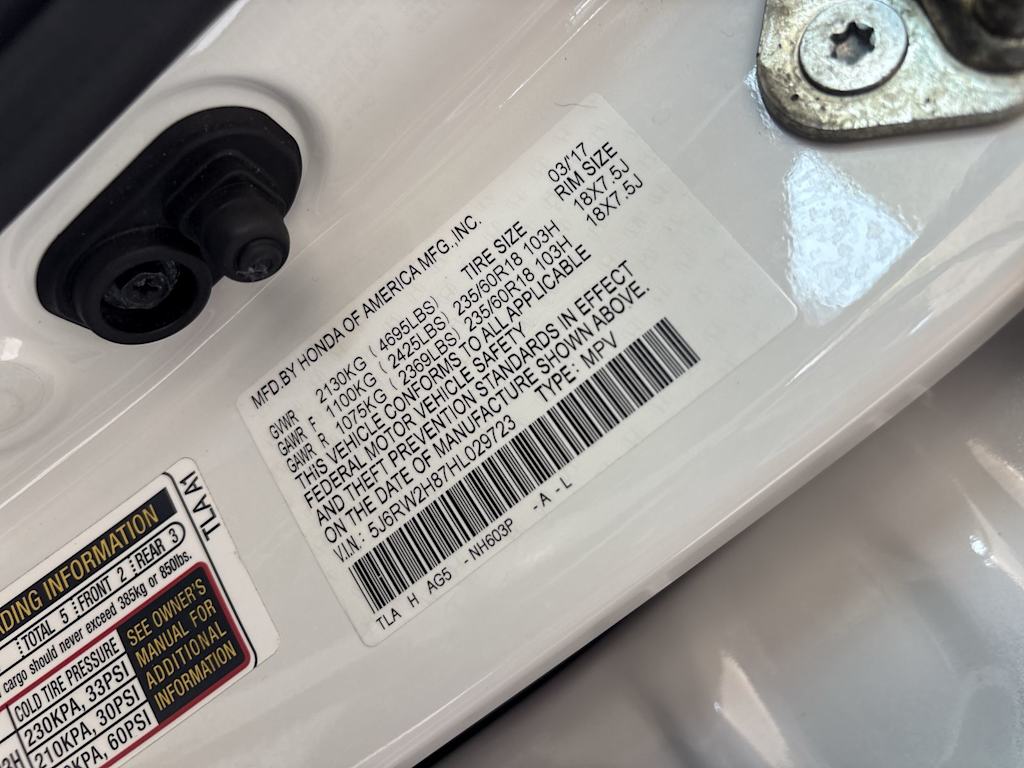 MFD.BY HONDA OF AMERICA MFG.,INC. 03/'17
GVWR 2130KG ( 4695LBS) TIRE SIZE RIM SIZE
GAWR F 1100KG ( 2425LBS) 235/60R18 103H 18X7.5J
GAWR R 1075KG ( 2369LBS) 235/60R18 103H 18X7.5J
THIS VEHICLE CONFORMS TO ALL APPLICABLE
FEDERAL MOTOR VEHICLE SAFETY
AND THEFT PREVENTION STANDARDS IN EFFECT
ON THE DATE OF MANUFACTURE SHOWN ABOVE.
V.I.N.: 5J6RW2H87HL029723 TYPE: MPV
TLA H AG5 -NH603P -A-L
TLA A1
ADING INFORMATION
TOTAL 5 FRONT 2 REAR 3
cargo should never exceed 385kg or 850lbs.
COLD TIRE PRESSURE
230KPA, 33PSI
210KPA, 30PSI
KPA, 60PSI
SEE OWNER'S
MANUAL FOR
ADDITIONAL
INFORMATION